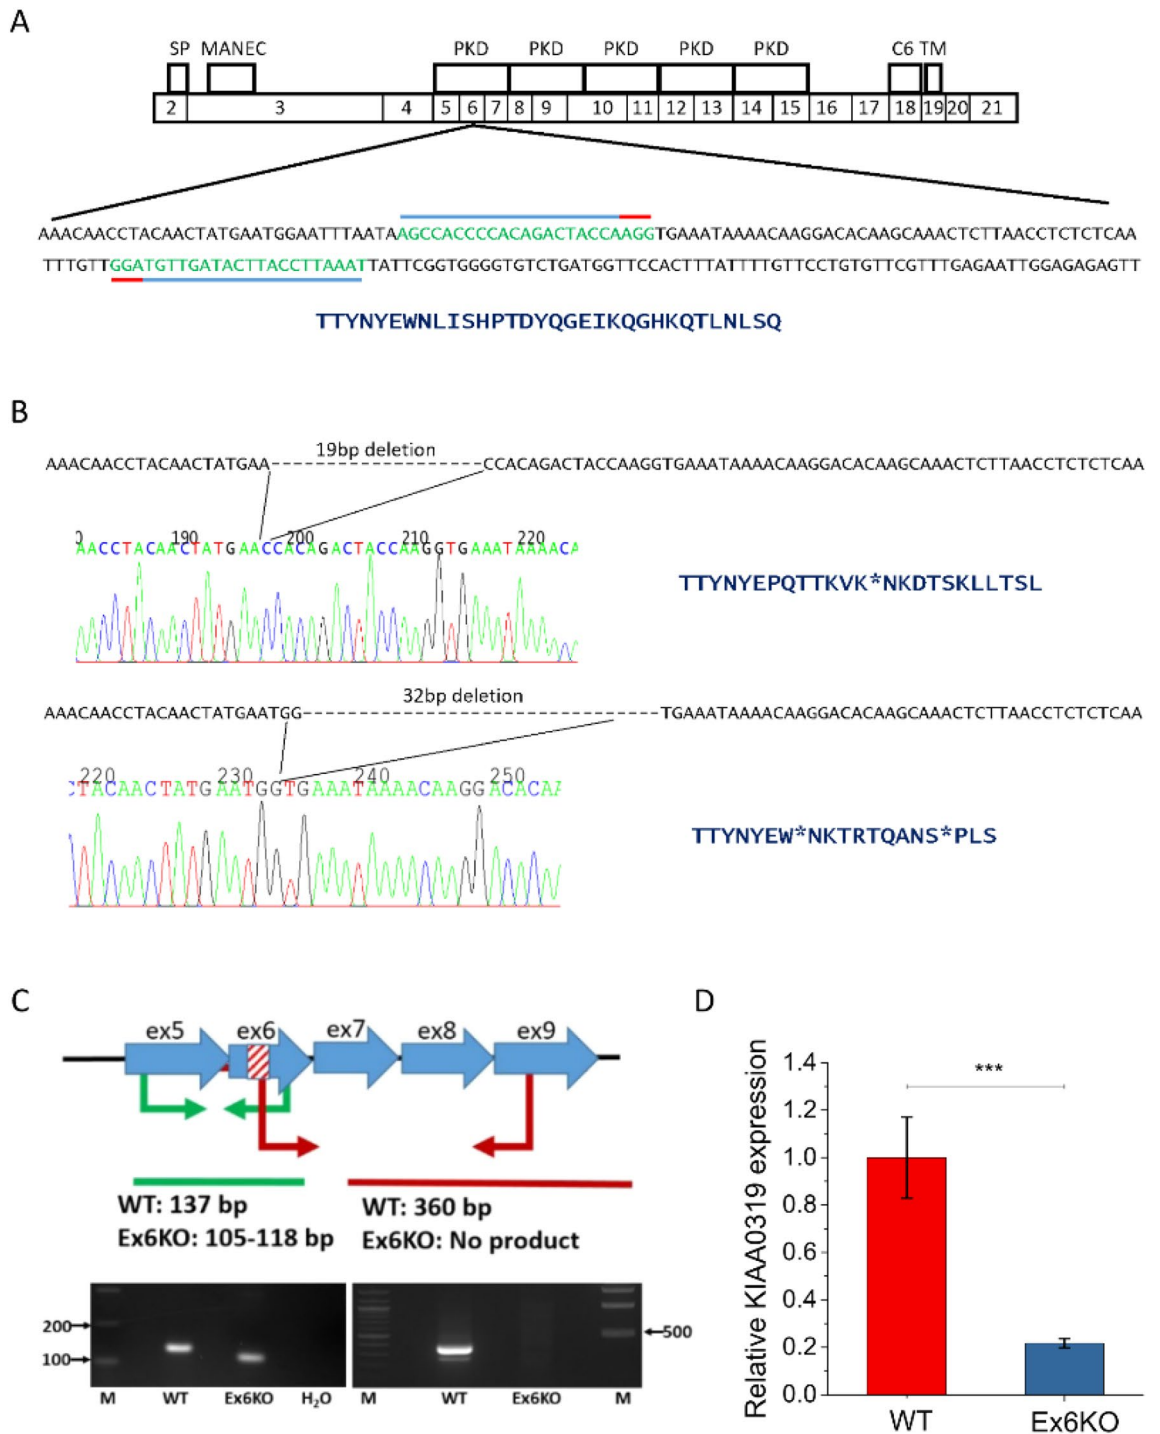 A
SP MANEC PKD PKD PKD PKD PKD C6 TM
2 3 4 5 6 7 8 9 10 11 12 13 14 15 16 17 18 19 20 21
AAACAACCTACAACTATGAATGGAATTTAATAAGCCACCCCACAGACTACCAAGGTGAAATAAAACAAGGACACAAGCAAACTCTTAACCTCTCTCAA
TTTGTTGGATGTTGATACTTACCTTAAATTATTCGGTGGGGTGTCTGATGGTTCCACTTTATTTTGTTCCTGTGTTCGTTTGAGAATTGGAGAGAGTT
TTYNYEWNLISHPTDYQGEIKQGHKQTLNLSQ
B
19bp deletion
AAACAACCTACAACTATGAA--------------------CCACAGACTACCAAGGTGAAATAAAACAAGGACACAAGCAAACTCTTAACCTCTCTCAA
0 190 200 210 220
AACCTACAACTATGAACCACAGACTACCAAGGTGAAATAAAACA
TTYNYEPQTTKVK*NKDTSKLLTSL
32bp deletion
AAACAACCTACAACTATGAATGG--------------------------------TGAAATAAAACAAGGACACAAGCAAACTCTTAACCTCTCTCAA
220 230 240 250
CTACAACTATGAATGGTGAAATAAAACAAGGACACAA
TTYNYEW*NKTRTQANS*PLS
C
ex5 ex6 ex7 ex8 ex9
WT: 137 bp
Ex6KO: 105-118 bp
WT: 360 bp
Ex6KO: No product
200
100
500
M WT Ex6KO H₂O
M WT Ex6KO M
D
Relative KIAA0319 expression
1.4
1.2
1.0
0.8
0.6
0.4
0.2
0.0
***
WT Ex6KO